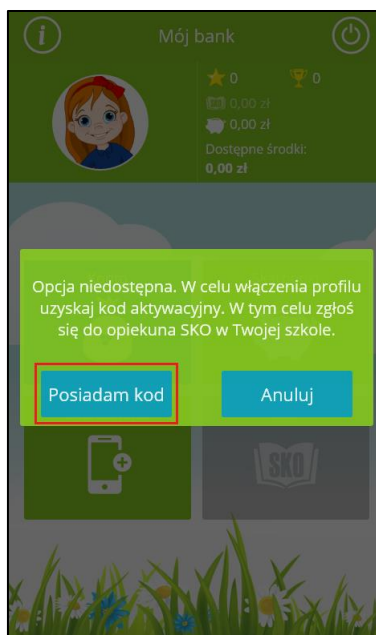 Mój bank
0 0
0,00 zł
0,00 zł
Dostępne środki:
0,00 zł
Opcja niedostępna. W celu włączenia profilu
uzyskaj kod aktywacyjny. W tym celu zgłoś
się do opiekuna SKO w Twojej szkole.
Posiadam kod Anuluj
SKO